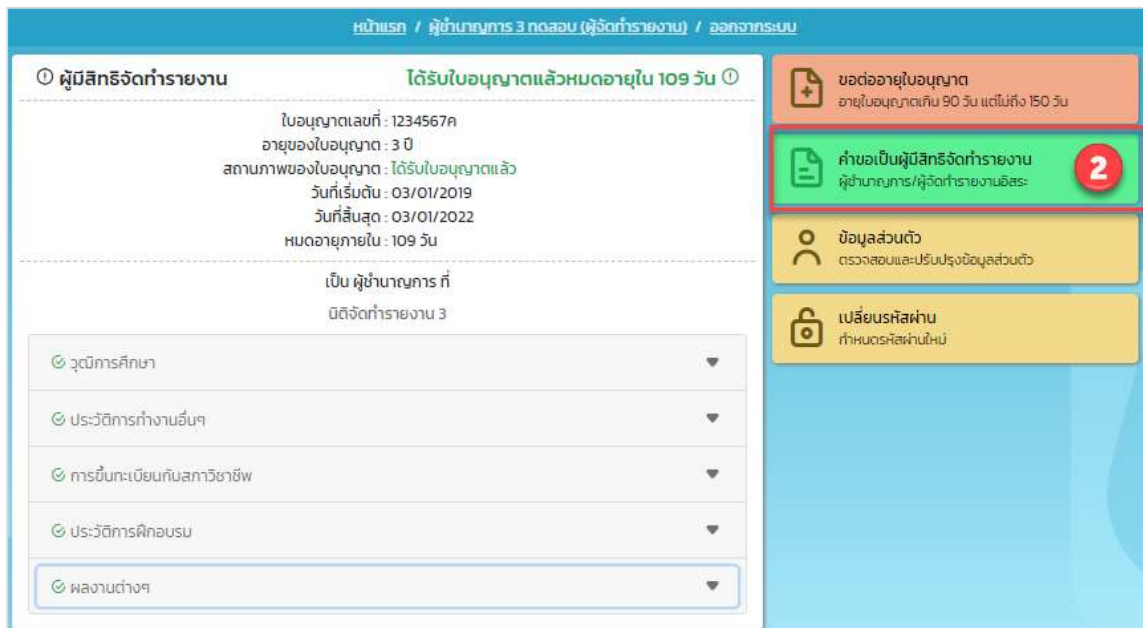 หน้าแรก / ผู้ชำนาญการ 3 ทดสอบ (ผู้จัดทำรายงาน) / ออกจากระบบ
ผู้มีสิทธิจัดทำรายงาน
ได้รับใบอนุญาตแล้วหมดอายุใน 109 วัน
ใบอนุญาตเลขที่ : 1234567ค
อายุของใบอนุญาต : 3 ปี
สถานภาพของใบอนุญาต : ได้รับใบอนุญาตแล้ว
วันที่เริ่มต้น : 03/01/2019
วันที่สิ้นสุด : 03/01/2022
หมดอายุภายใน : 109 วัน
เป็น ผู้ชำนาญการ ที่
นิติจัดทำรายงาน 3
วุฒิการศึกษา
ประวัติการทำงานอื่นๆ
การขึ้นทะเบียนกับสภาวิชาชีพ
ประวัติการฝึกอบรม
ผลงานต่างๆ
ขอต่ออายุใบอนุญาต
อายุใบอนุญาตเกิน 90 วัน แต่ไม่ถึง 150 วัน
คำขอเป็นผู้มีสิทธิจัดทำรายงาน
ผู้ชำนาญการ/ผู้จัดทำรายงานอิสระ
2
ข้อมูลส่วนตัว
ตรวจสอบและปรับปรุงข้อมูลส่วนตัว
เปลี่ยนรหัสผ่าน
กำหนดรหัสผ่านใหม่